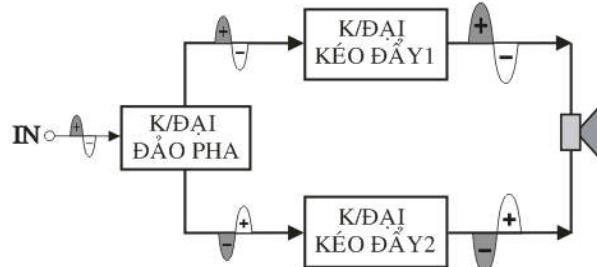 + −
K/ĐẠI
KÉO ĐẨY1
+ −
IN + −
K/ĐẠI
ĐẢO PHA
− +
K/ĐẠI
KÉO ĐẨY2
− +